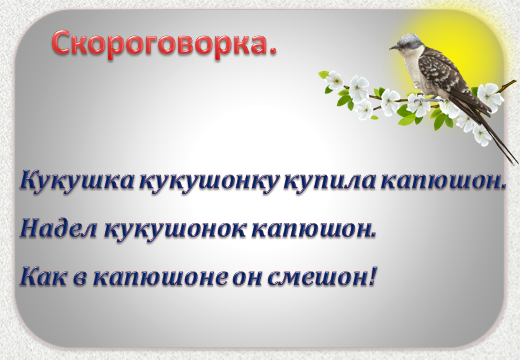 Скороговорка.
Кукушка кукушонку купила капюшон.
Надел кукушонок капюшон.
Как в капюшоне он смешон!